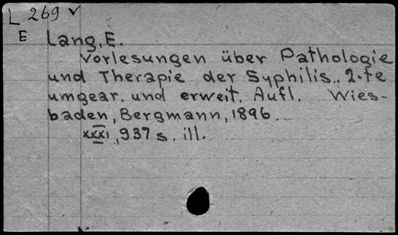 L 269 v
E Lang, E.
Vorlesungen über Pathologie
und Therapie der Syphilis.. 2.te
umgear. und erweit. Aufl. Wies-
baden, Bergmann, 1896.
xxxi, 937 s. ill.